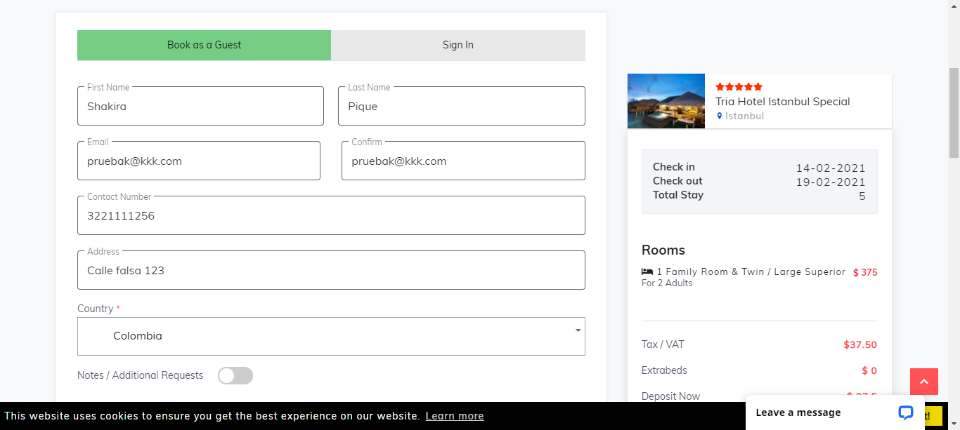 Book as a Guest
Sign In
First Name
Shakira
Last Name
Pique
Email
pruebak@kkk.com
Confirm
pruebak@kkk.com
Contact Number
3221111256
Address
Calle falsa 123
Country *
Colombia
Notes / Additional Requests
Tria Hotel Istanbul Special
Istanbul
Check in 14-02-2021
Check out 19-02-2021
Total Stay 5
Rooms
1 Family Room & Twin / Large Superior $ 375
For 2 Adults
Tax / VAT $37.50
Extrabeds $ 0
Deposit Now
This website uses cookies to ensure you get the best experience on our website. Learn more
Leave a message